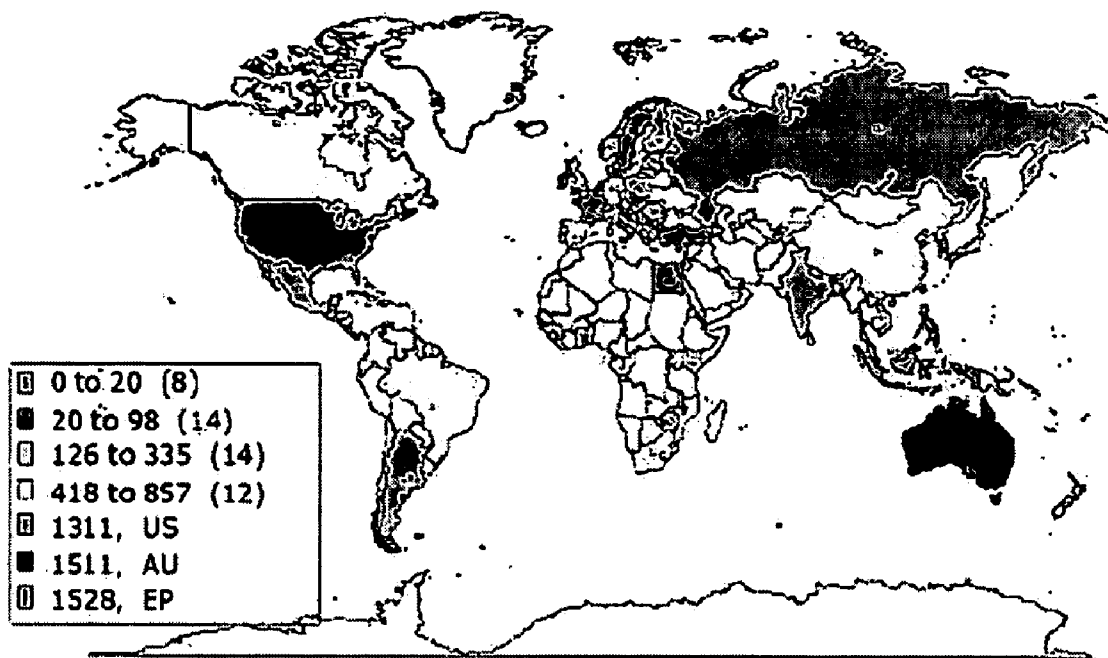 0 to 20 (8)
20 to 98 (14)
126 to 335 (14)
418 to 857 (12)
1311, US
1511, AU
1528, EP